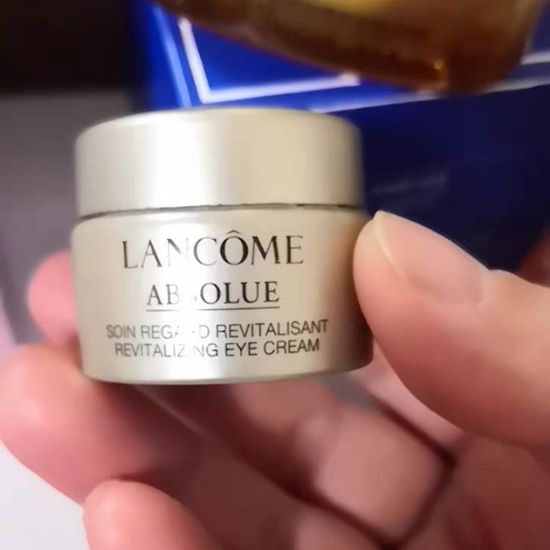 LANCÔME
ABSOLUE
SOIN REGARD REVITALISANT
REVITALIZING EYE CREAM